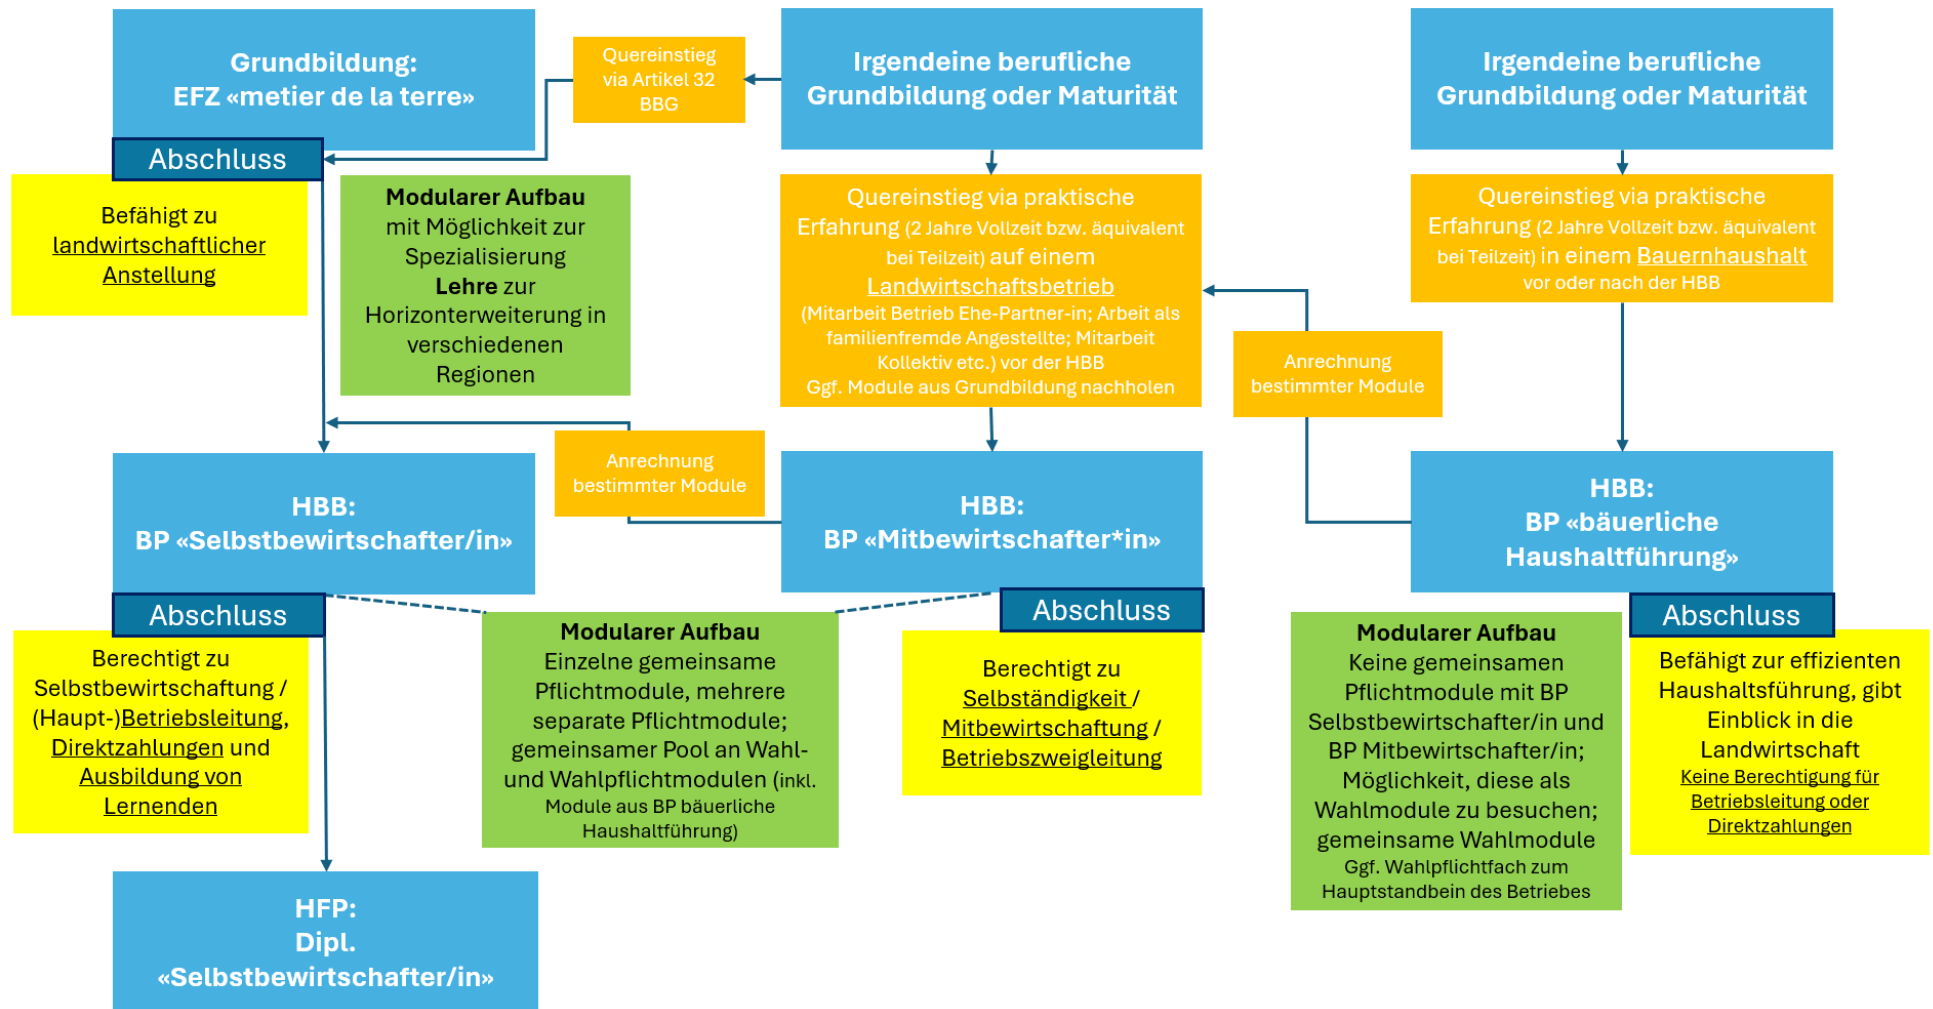 Grundbildung:
EFZ «metier de la terre»
Abschluss
Befähigt zu
landwirtschaftlicher
Anstellung
Modularer Aufbau
mit Möglichkeit zur
Spezialisierung
Lehre zur
Horizonterweiterung in
verschiedenen
Regionen
Quereinstieg
via Artikel 32
BBG
Irgendeine berufliche
Grundbildung oder Maturität
Quereinstieg via praktische
Erfahrung (2 Jahre Vollzeit bzw. äquivalent
bei Teilzeit) auf einem
Landwirtschaftsbetrieb
(Mitarbeit Betrieb Ehe-Partner-in; Arbeit als
familienfremde Angestellte; Mitarbeit
Kollektiv etc.) vor der HBB
Ggf. Module aus Grundbildung nachholen
Irgendeine berufliche
Grundbildung oder Maturität
Quereinstieg via praktische
Erfahrung (2 Jahre Vollzeit bzw. äquivalent
bei Teilzeit) in einem Bauernhaushalt
vor oder nach der HBB
Anrechnung
bestimmter Module
Anrechnung
bestimmter Module
HBB:
BP «Selbstbewirtschafter/in»
Abschluss
Berechtigt zu
Selbstbewirtschaftung /
(Haupt-)Betriebsleitung,
Direktzahlungen und
Ausbildung von
Lernenden
Modularer Aufbau
Einzelne gemeinsame
Pflichtmodule, mehrere
separate Pflichtmodule;
gemeinsamer Pool an Wahl-
und Wahlpflichtmodulen (inkl.
Module aus BP bäuerliche
Haushaltführung)
HBB:
BP «Mitbewirtschafter*in»
Abschluss
Berechtigt zu
Selbständigkeit /
Mitbewirtschaftung /
Betriebszweigleitung
HBB:
BP «bäuerliche
Haushaltführung»
Abschluss
Modularer Aufbau
Keine gemeinsamen
Pflichtmodule mit BP
Selbstbewirtschafter/in und
BP Mitbewirtschafter/in;
Möglichkeit, diese als
Wahlmodule zu besuchen;
gemeinsame Wahlmodule
Ggf. Wahlpflichtfach zum
Hauptstandbein des Betriebes
Befähigt zur effizienten
Haushaltsführung, gibt
Einblick in die
Landwirtschaft
Keine Berechtigung für
Betriebsleitung oder
Direktzahlungen
HFP:
Dipl.
«Selbstbewirtschafter/in»